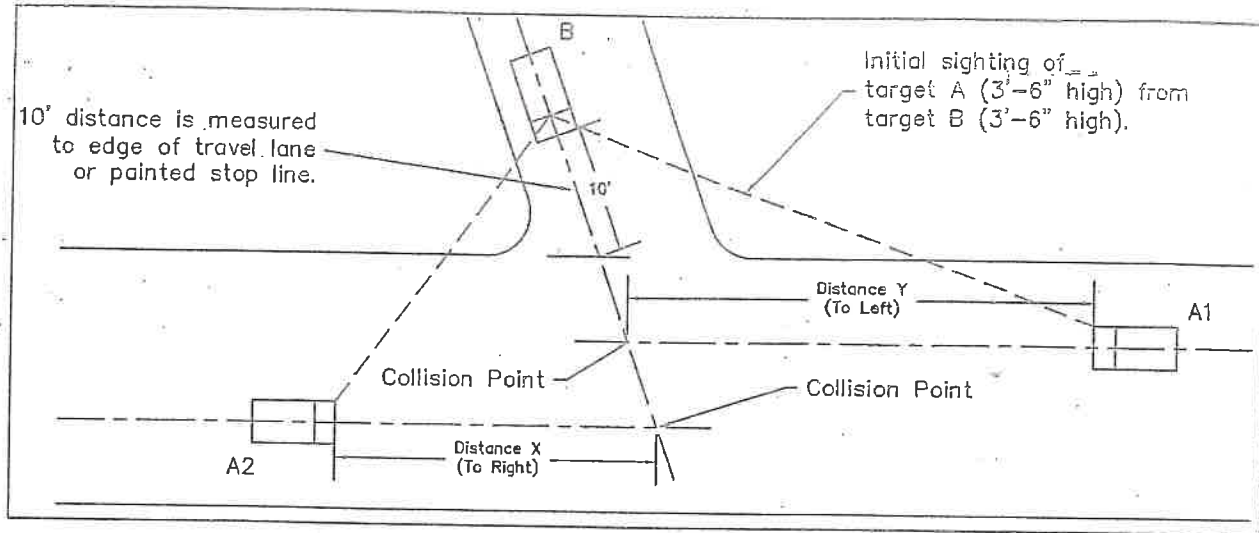 B
Initial sighting of
target A (3'-6" high) from
target B (3'-6" high).
10' distance is measured
to edge of travel lane
or painted stop line.
10'
Distance Y
(To Left)
A1
Collision Point
Collision Point
Distance X
(To Right)
A2